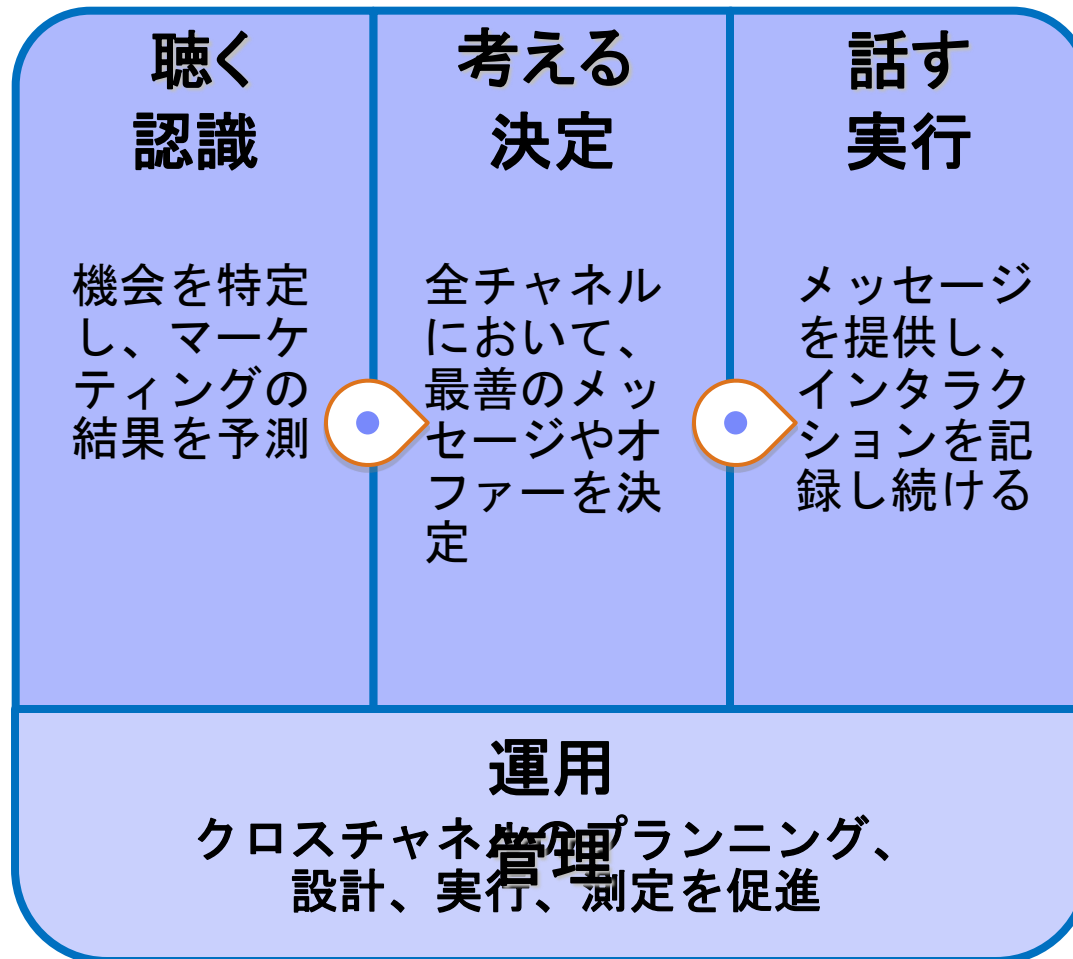 聴く
認識
機会を特定
し、マーケ
ティングの
結果を予測
考える
決定
全チャネル
において、
最善のメッ
セージやオ
ファーを決
定
話す
実行
メッセージ
を提供し、
インタラク
ションを記
録し続ける
運用
管理
クロスチャネルのプランニング、
設計、実行、測定を促進